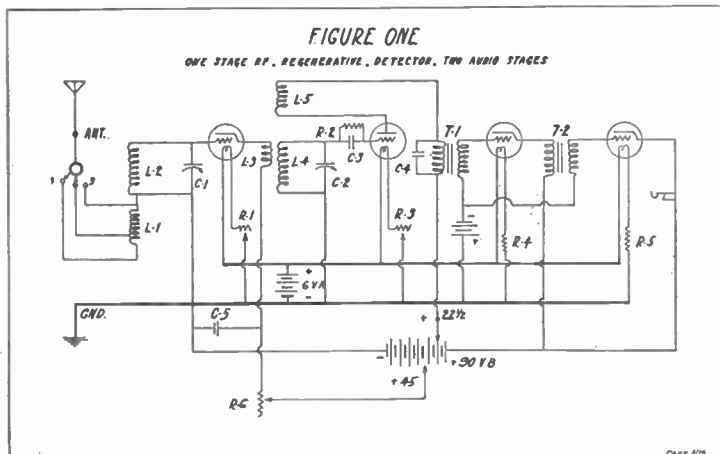 FIGURE ONE
ONE STAGE RF, REGENERATIVE, DETECTOR, TWO AUDIO STAGES
L-5
ANT.
R-2
T-1
T-2
1
3
L-2
C-1
L-3
L-4
C-3
C-2
C-4
L-1
R-1
R-3
-
+
R-4
R-5
+
6 V A
-
GND.
C-5
+ 22½
-
+ 90 V B
+ 45
R-6